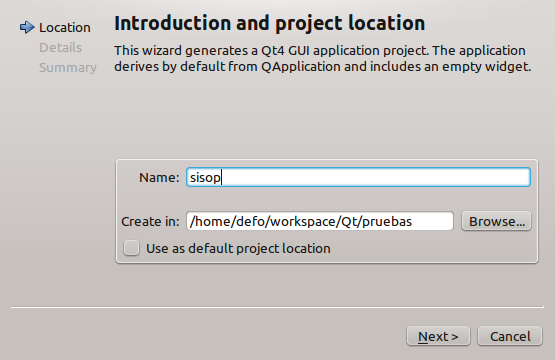 Location
Details
Summary
Introduction and project location
This wizard generates a Qt4 GUI application project. The application
derives by default from QApplication and includes an empty widget.
Name: sisop
Create in: /home/defo/workspace/Qt/pruebas Browse...
Use as default project location
Next > Cancel